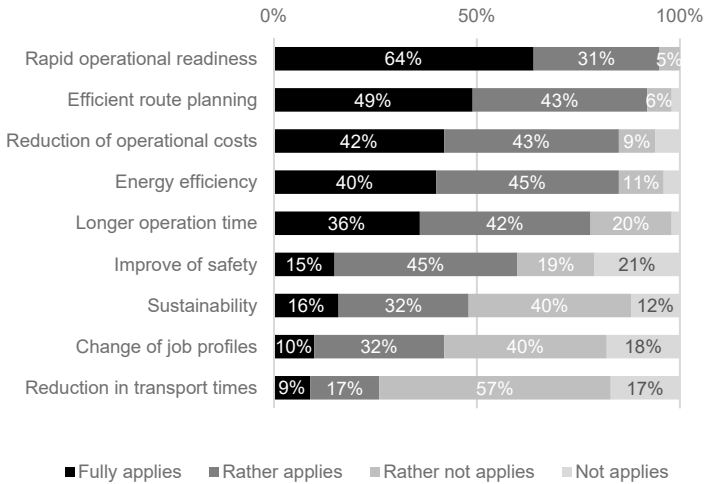 0% 50% 100%
Rapid operational readiness 64% 31% 5%
Efficient route planning 49% 43% 6%
Reduction of operational costs 42% 43% 9%
Energy efficiency 40% 45% 11%
Longer operation time 36% 42% 20%
Improve of safety 15% 45% 19% 21%
Sustainability 16% 32% 40% 12%
Change of job profiles 10% 32% 40% 18%
Reduction in transport times 9% 17% 57% 17%
Fully applies Rather applies Rather not applies Not applies